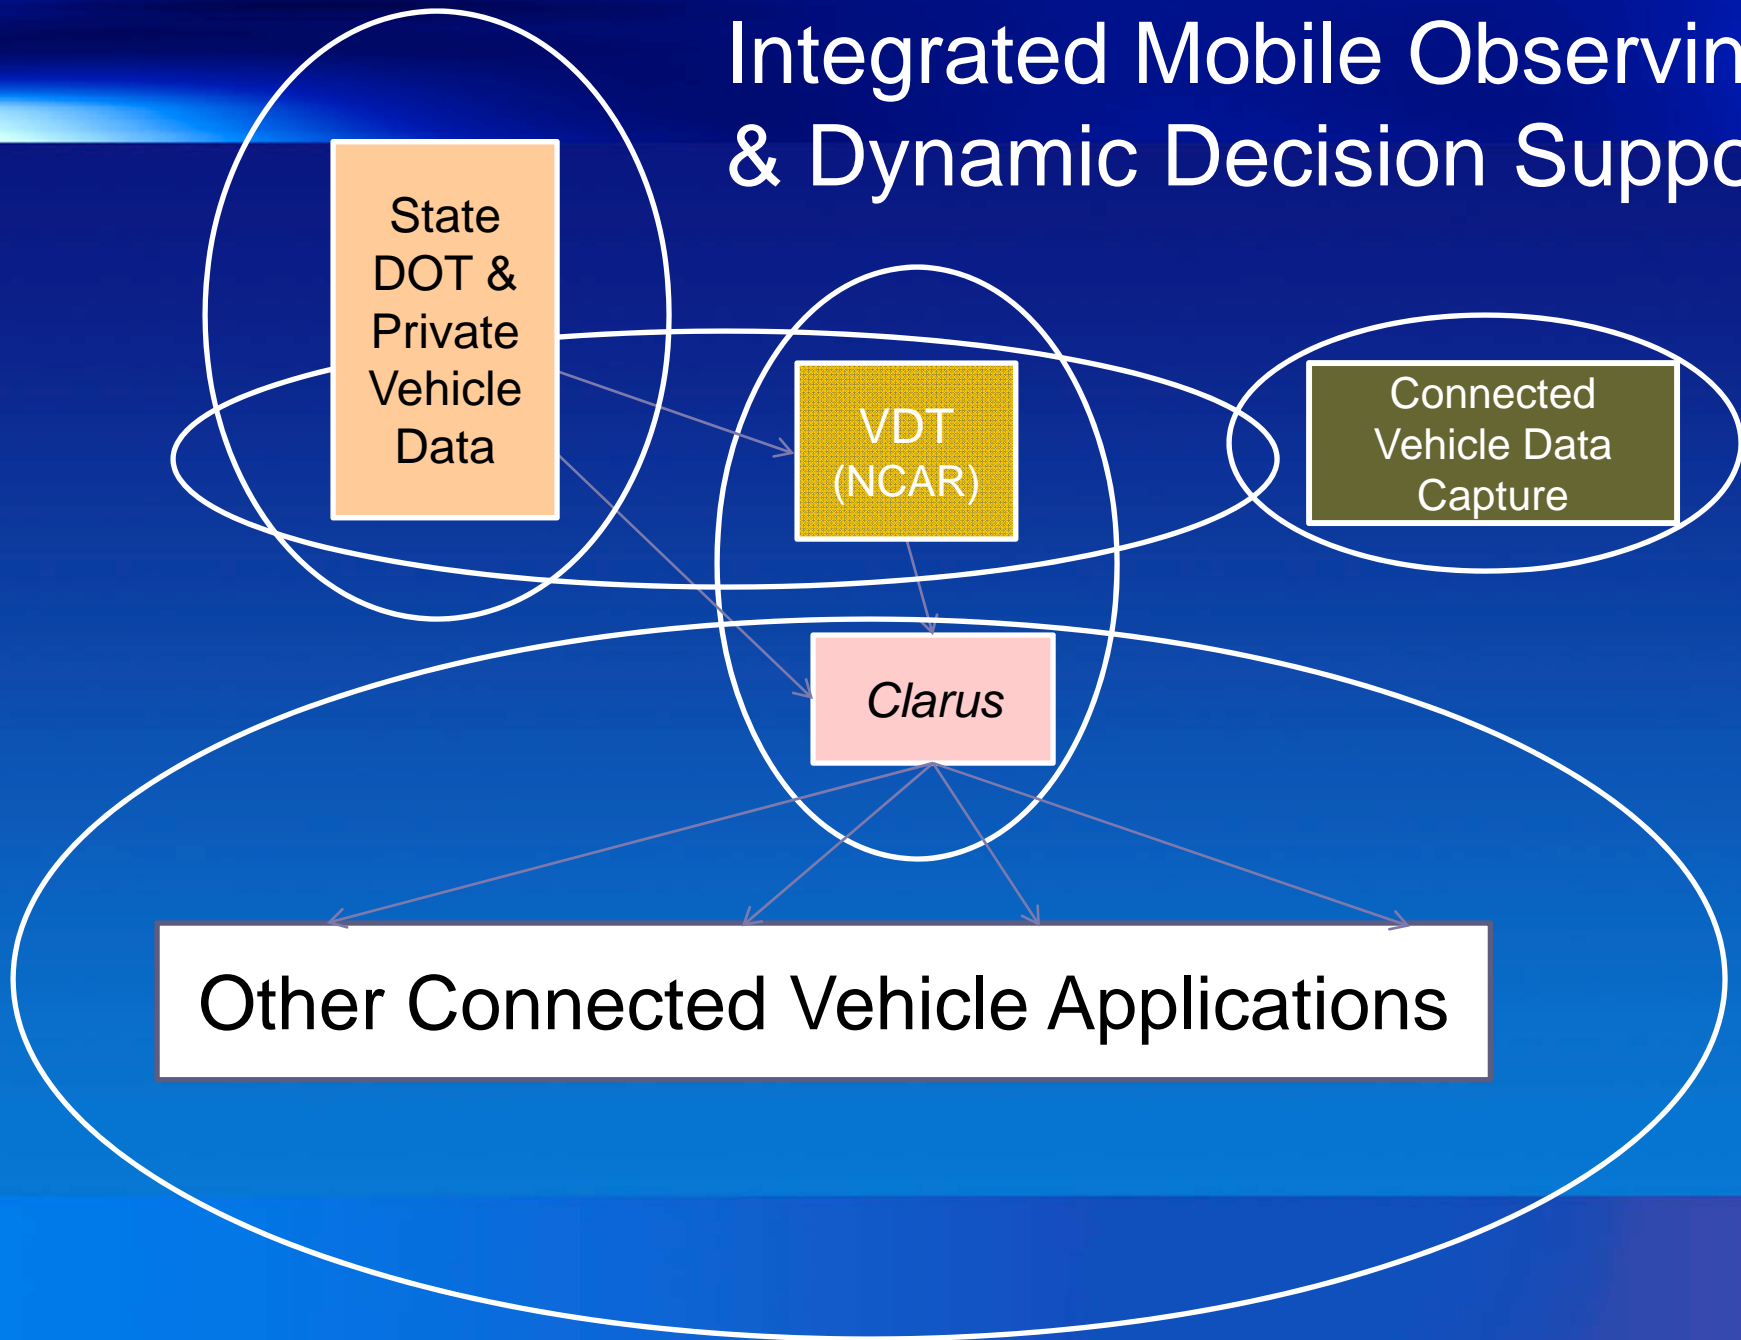 Integrated Mobile Observin
& Dynamic Decision Suppo
State
DOT &
Private
Vehicle
Data
VDT
(NCAR)
Connected
Vehicle Data
Capture
Clarus
Other Connected Vehicle Applications